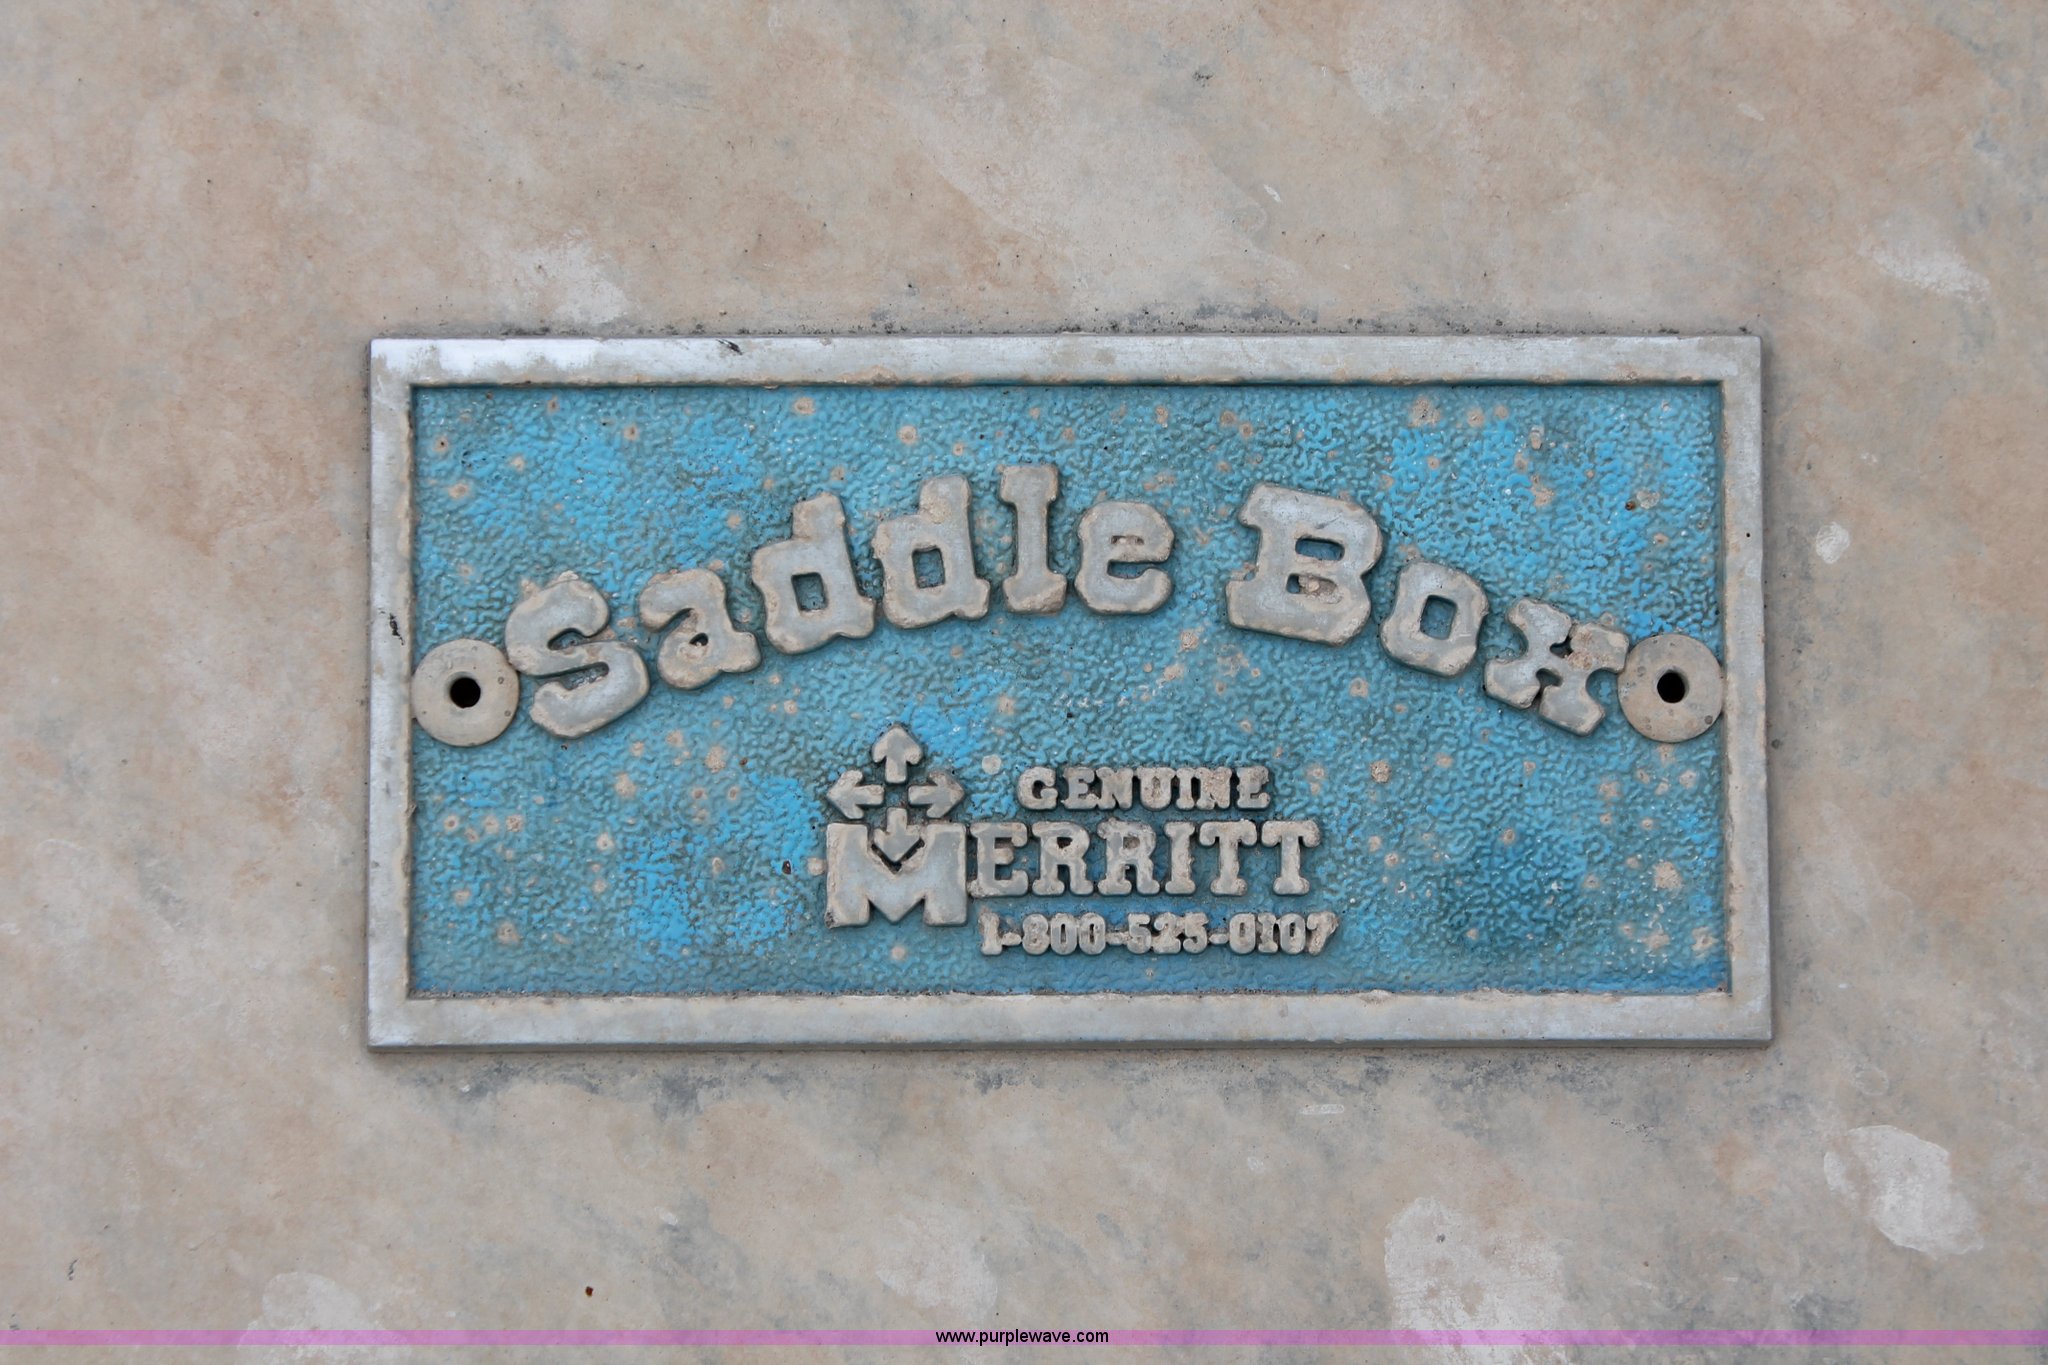 Saddle Box
GENUINE
MERRITT
1-800-525-0107
www.purplewave.com